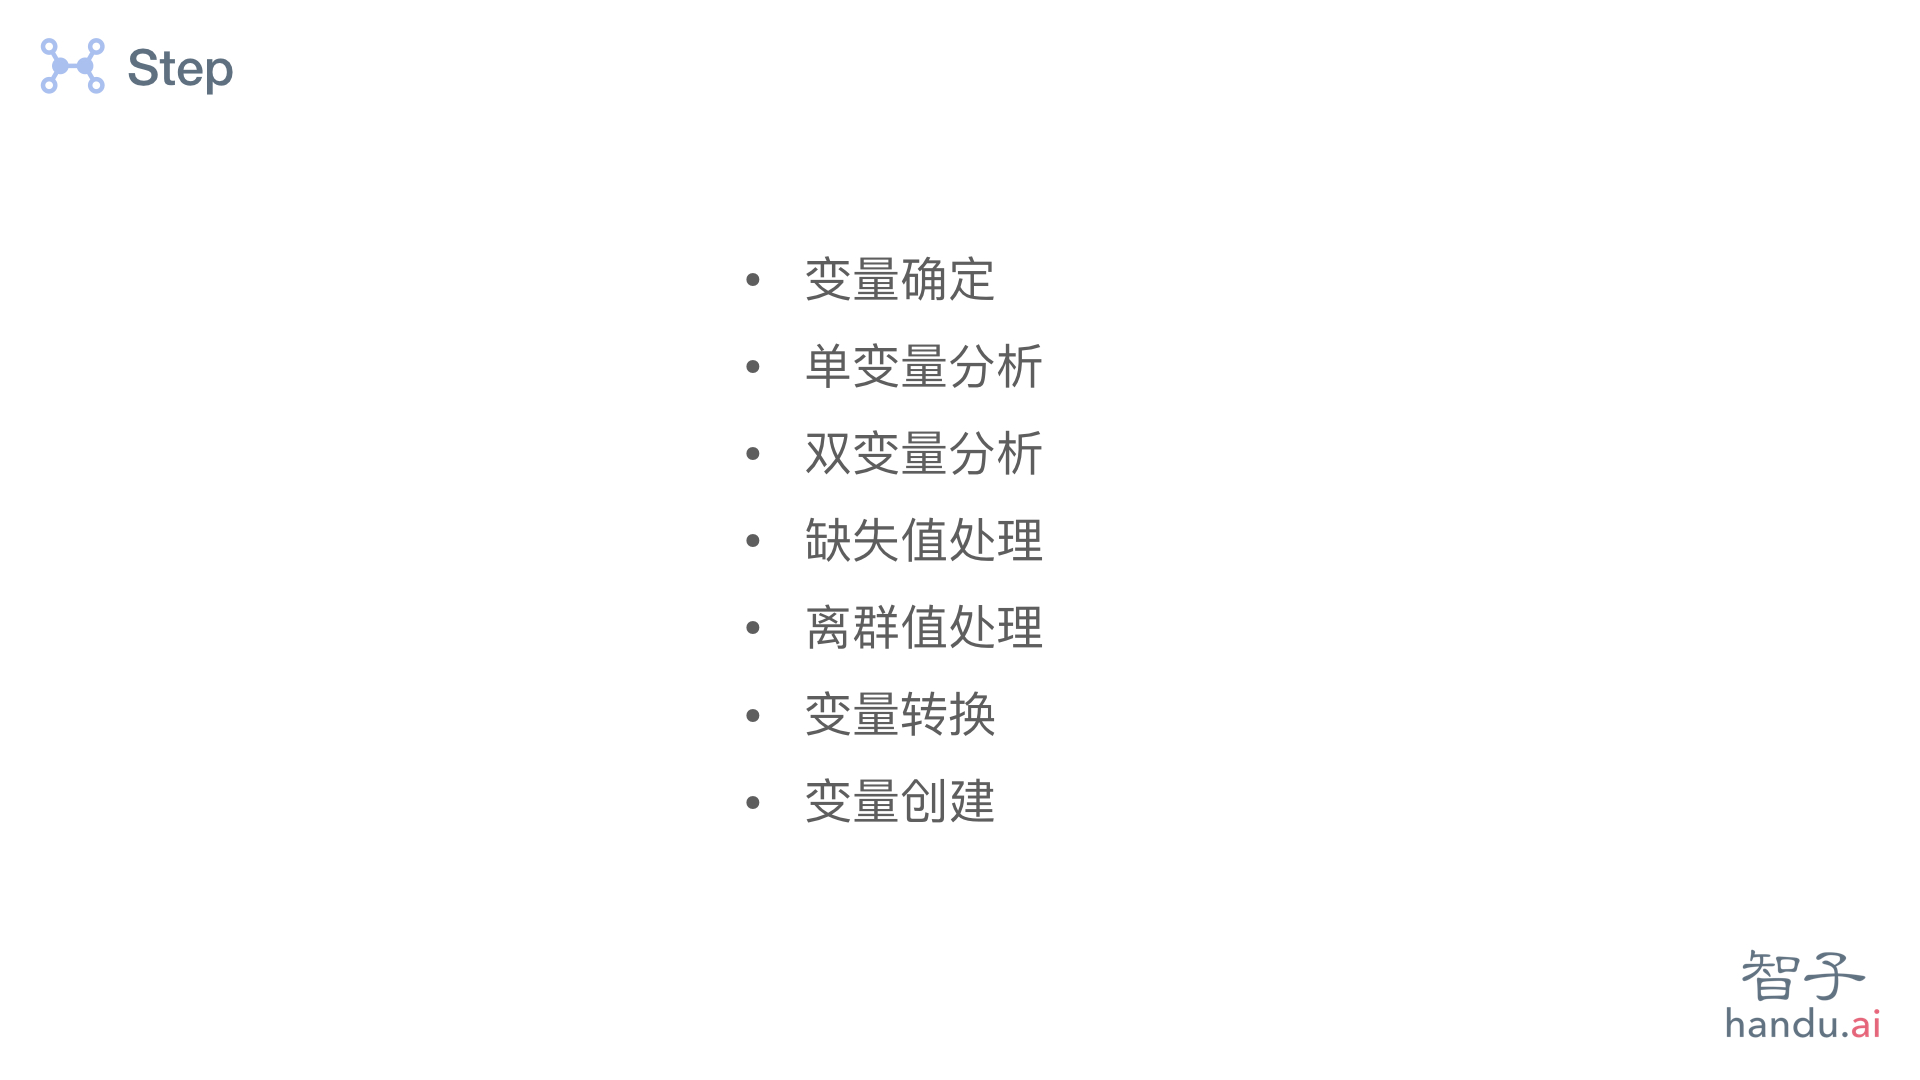 Step
• 变量确定
• 单变量分析
• 双变量分析
• 缺失值处理
• 离群值处理
• 变量转换
• 变量创建
智子
handu.ai